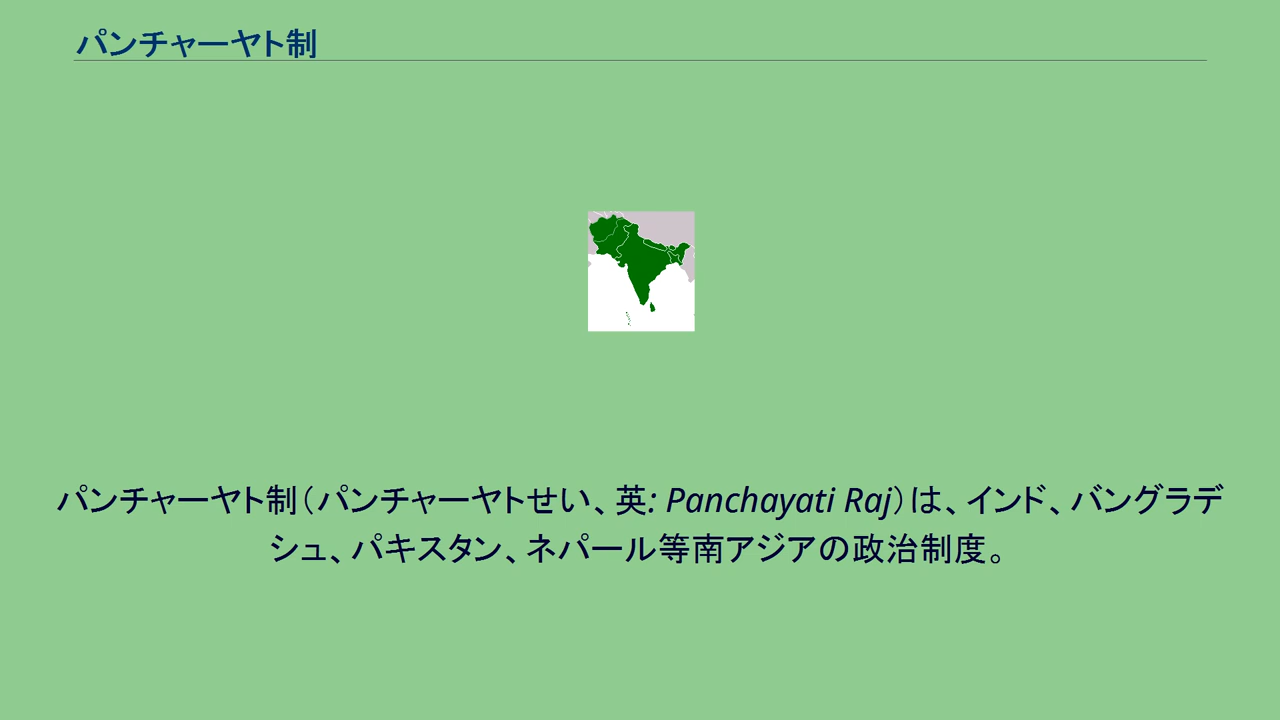 パンチャーヤト制
パンチャーヤト制（パンチャーヤトせい、英: Panchayati Raj）は、インド、バングラデ
シュ、パキスタン、ネパール等南アジアの政治制度。